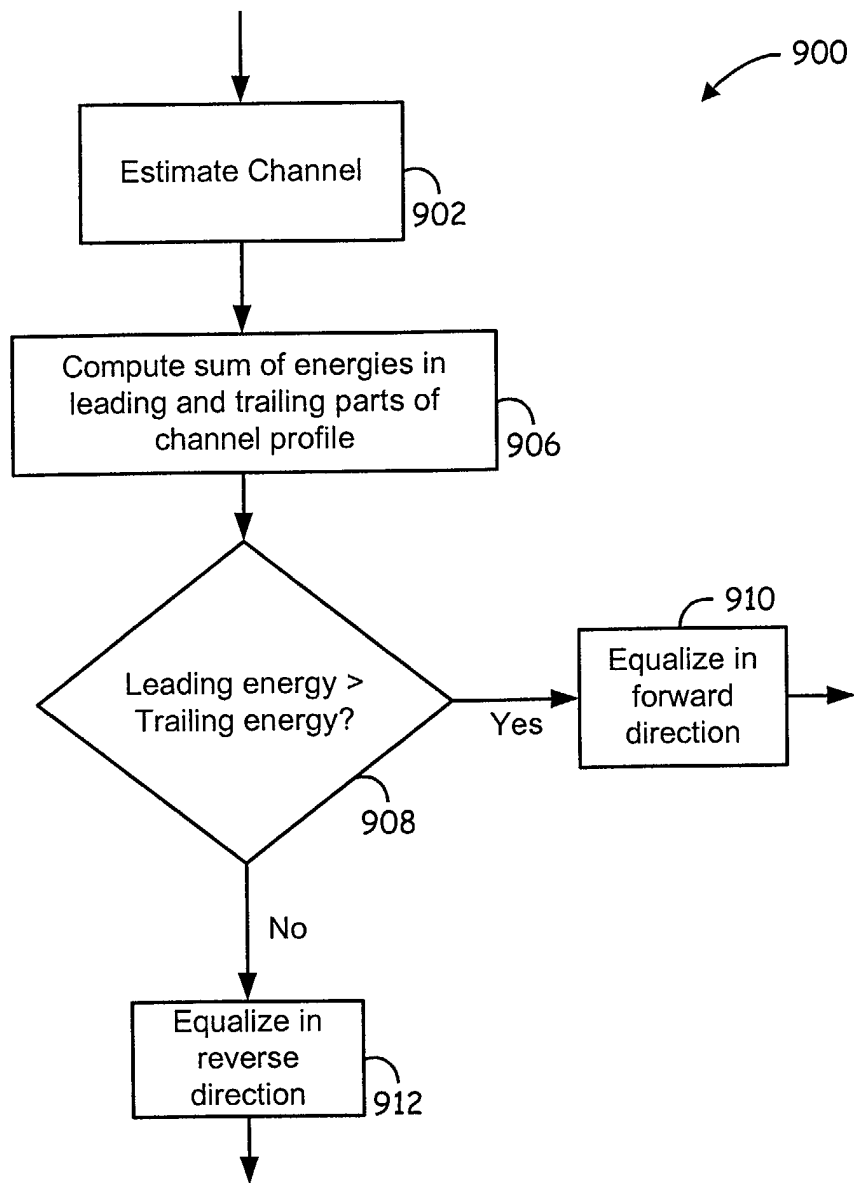 900
Estimate Channel
902
Compute sum of energies in
leading and trailing parts of
channel profile
906
Leading energy >
Trailing energy?
908
Yes
910
Equalize in
forward
direction
No
Equalize in
reverse
direction
912